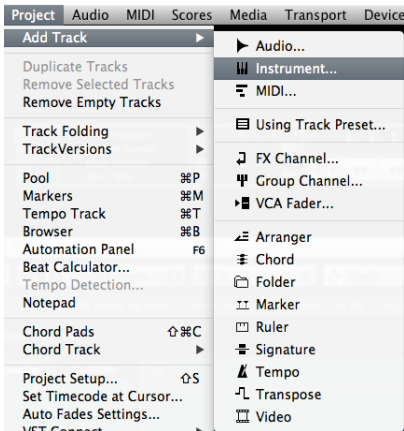 Project Audio MIDI Scores Media Transport Device
Add Track
Duplicate Tracks
Remove Selected Tracks
Remove Empty Tracks
Track Folding
TrackVersions
Pool ⌘P
Markers ⌘M
Tempo Track ⌘T
Browser ⌘B
Automation Panel F6
Beat Calculator...
Tempo Detection...
Notepad
Chord Pads ⇧⌘C
Chord Track
Project Setup... ⇧S
Set Timecode at Cursor...
Auto Fades Settings...
VST Connect
Audio...
Instrument...
MIDI...
Using Track Preset...
FX Channel...
Group Channel...
VCA Fader...
Arranger
Chord
Folder
Marker
Ruler
Signature
Tempo
Transpose
Video